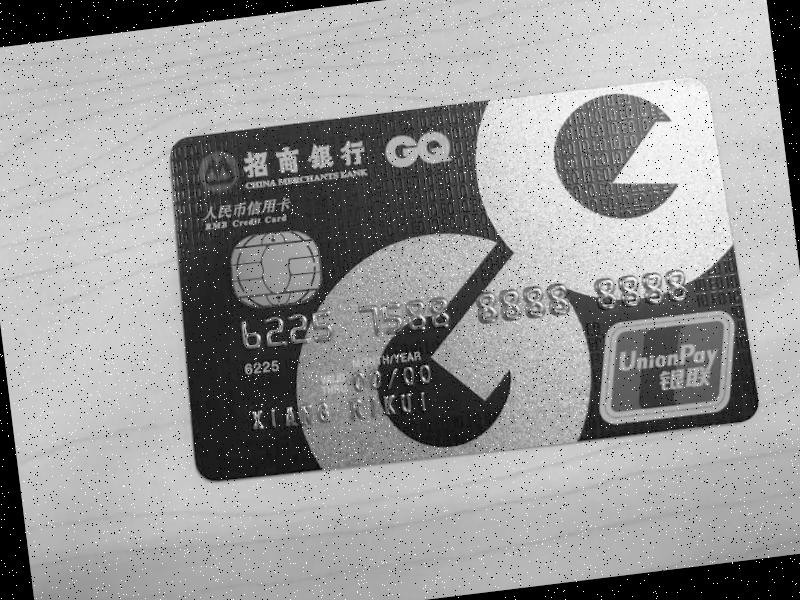 招商银行 GQ
CHINA MERCHANTS BANK
人民币信用卡
RMB Credit Card
6225 7588 8888 8888
6225
MONTH/YEAR
00/00
XIANG KIKUI
UnionPay
银联